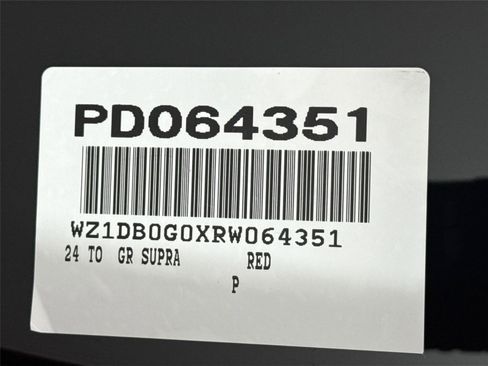 PD064351
WZ1DB0G0XRW064351
24 TO GR SUPRA RED
P